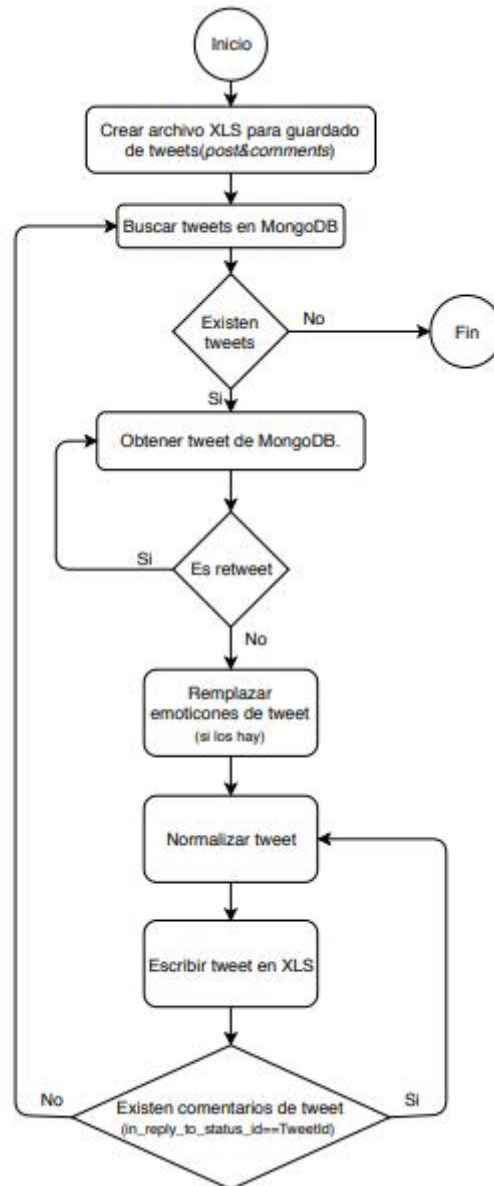 Inicio
Crear archivo XLS para guardado
de tweets(post&comments)
Buscar tweets en MongoDB
Existen
tweets
No
Fin
Si
Obtener tweet de MongoDB.
Si
Es retweet
No
Remplazar
emoticones de tweet
(si los hay)
Normalizar tweet
Escribir tweet en XLS
No
Existen comentarios de tweet
(in_reply_to_status_id==TweetId)
Si